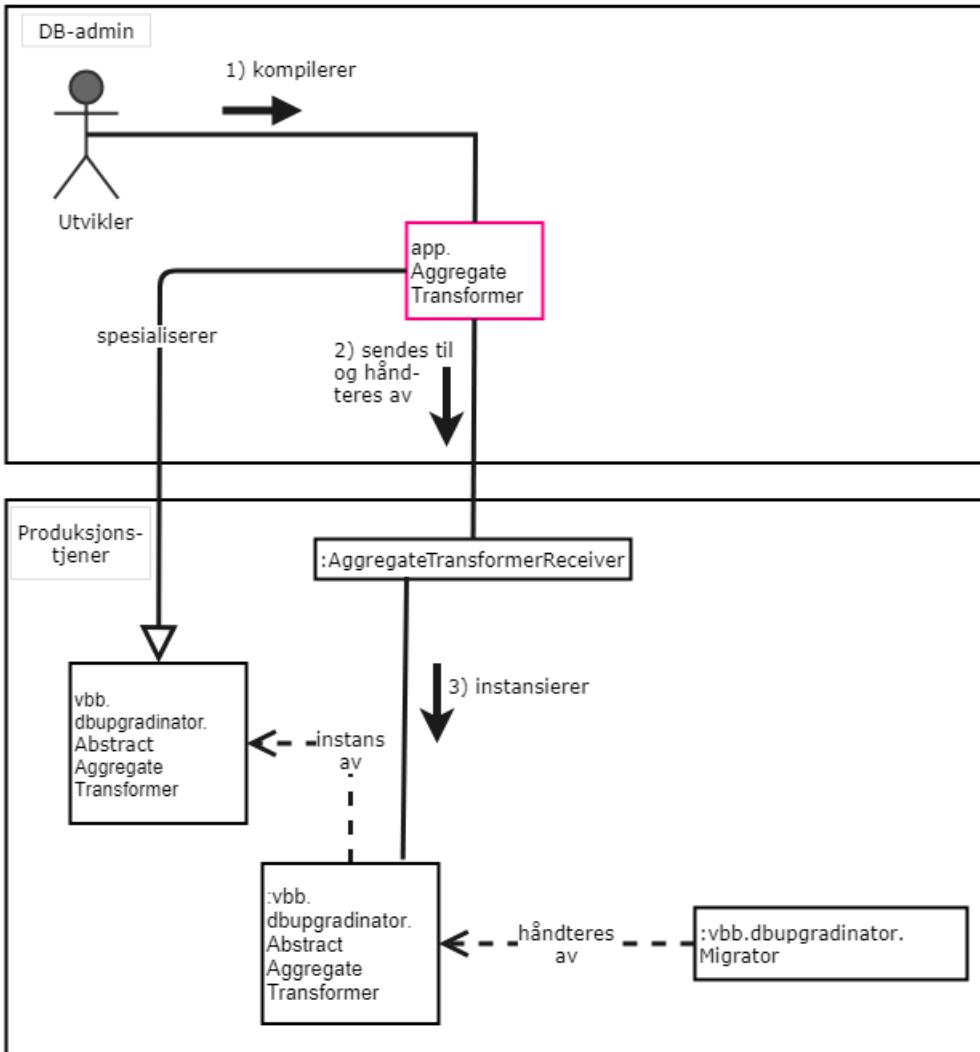 DB-admin
1) kompilerer
Utvikler
app.
Aggregate
Transformer
spesialiserer
2) sendes til
og hånd-
teres av
Produksjons-
tjener
:AggregateTransformerReceiver
vbb.
dbupgradinator.
Abstract
Aggregate
Transformer
3) instansierer
instans
av
:vbb.
dbupgradinator.
Abstract
Aggregate
Transformer
håndteres
av
:vbb.dbupgradinator.
Migrator